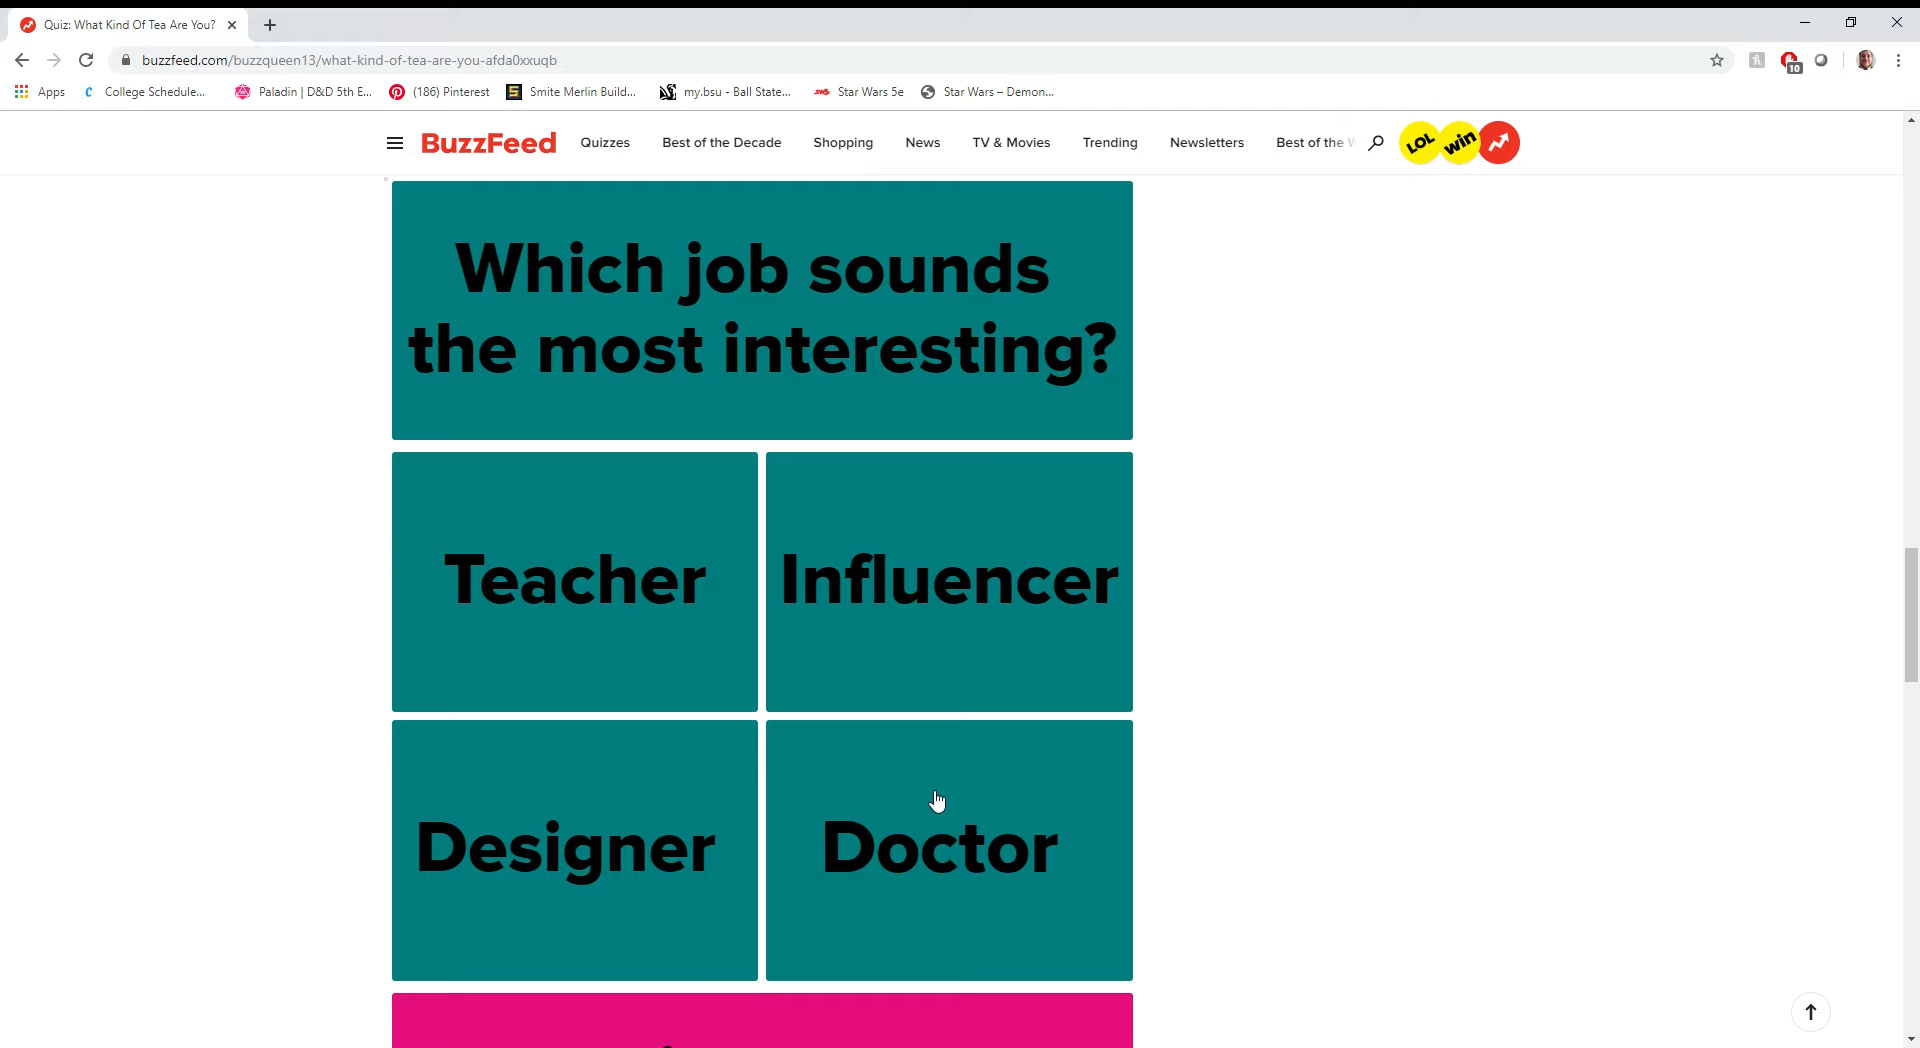 Quiz: What Kind Of Tea Are You?
buzzfeed.com/buzzqueen13/what-kind-of-tea-are-you-afda0xxuqb
10
Apps College Schedule... Paladin | D&D 5th E... (186) Pinterest Smite Merlin Build... my.bsu - Ball State... Star Wars 5e Star Wars – Demon...
BuzzFeed Quizzes Best of the Decade Shopping News TV & Movies Trending Newsletters Best of the LOL win
Which job sounds
the most interesting?
Teacher Influencer
Designer Doctor